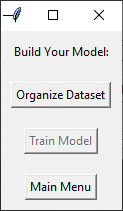 Build Your Model:
Organize Dataset
Train Model
Main Menu